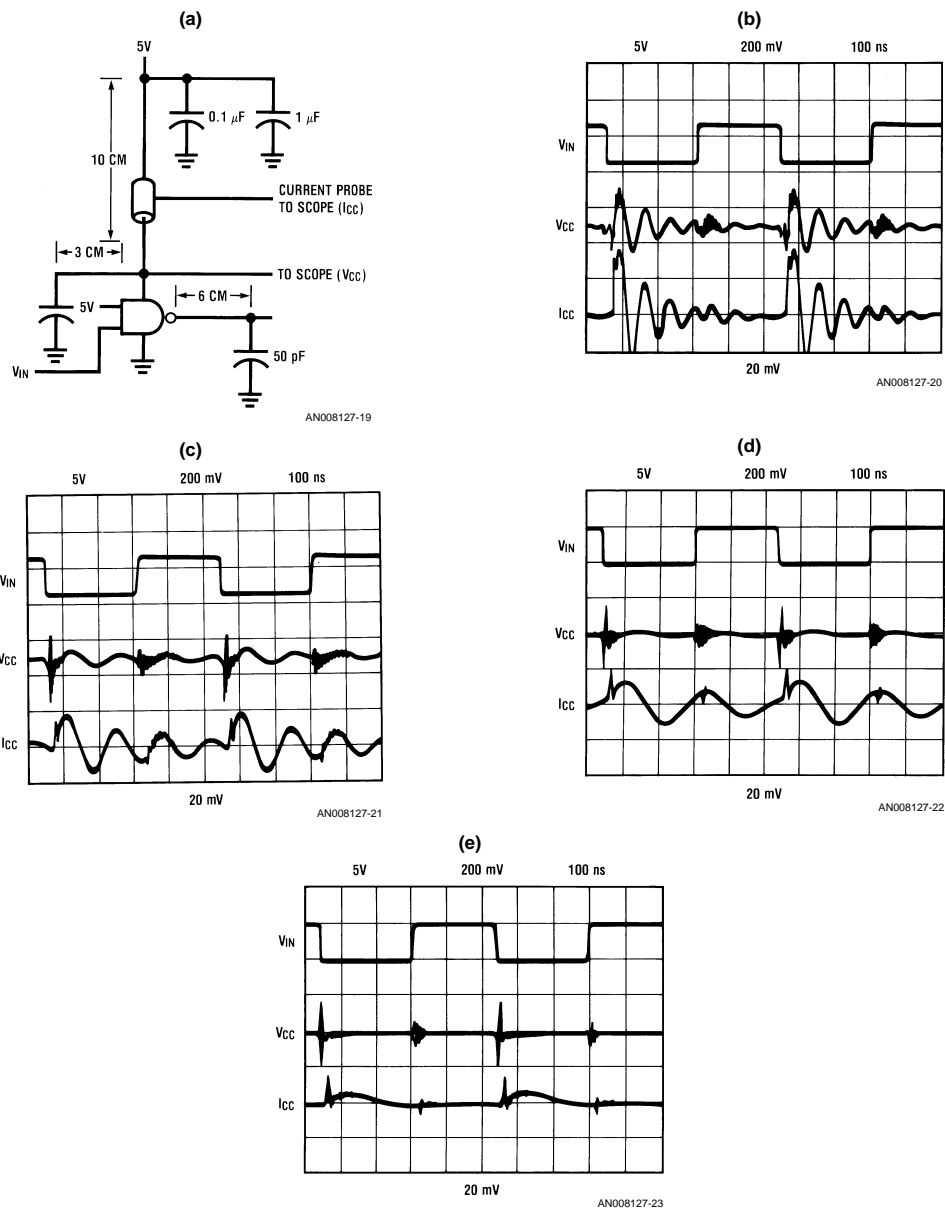 (a)
5V
0.1 μF
1 μF
10 CM
CURRENT PROBE
TO SCOPE (ICC)
3 CM
TO SCOPE (VCC)
6 CM
5V
50 pF
VIN
AN008127-19
(b)
5V 200 mV 100 ns
VIN
VCC
ICC
20 mV
AN008127-20
(c)
5V 200 mV 100 ns
VIN
VCC
ICC
20 mV
AN008127-21
(d)
5V 200 mV 100 ns
VIN
VCC
ICC
20 mV
AN008127-22
(e)
5V 200 mV 100 ns
VIN
VCC
ICC
20 mV
AN008127-23